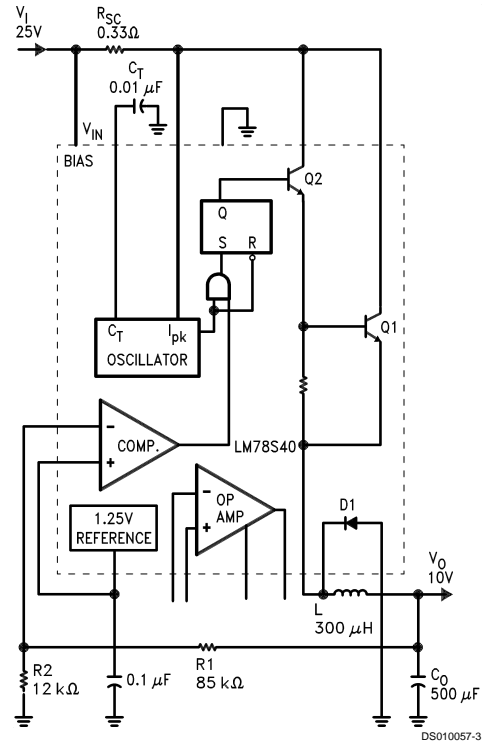 V_I
25V
R_SC
0.33Ω
C_T
0.01 μF
V_IN
BIAS
Q2
Q
S R
C_T I_pk
OSCILLATOR
Q1
-
+
COMP.
LM78S40
-
+
OP
AMP
1.25V
REFERENCE
D1
L
300 μH
V_O
10V
R2
12 kΩ
0.1 μF
R1
85 kΩ
C_O
500 μF
DS010057-3